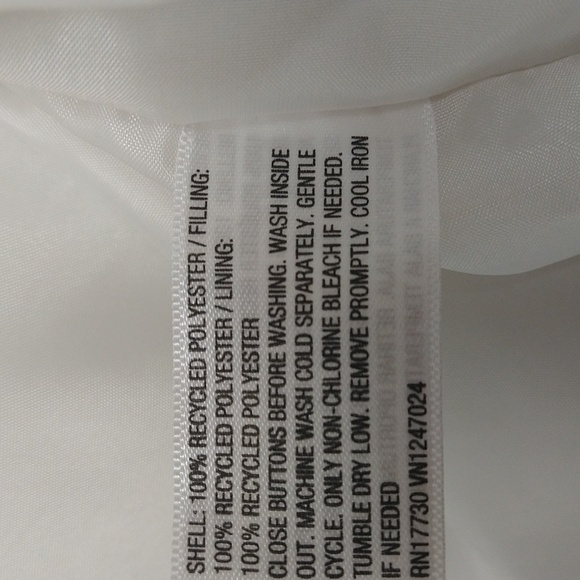 SHELL: 100% RECYCLED POLYESTER / FILLING:
100% RECYCLED POLYESTER / LINING:
100% RECYCLED POLYESTER
CLOSE BUTTONS BEFORE WASHING. WASH INSIDE
OUT. MACHINE WASH COLD SEPARATELY. GENTLE
CYCLE. ONLY NON-CHLORINE BLEACH IF NEEDED.
TUMBLE DRY LOW. REMOVE PROMPTLY. COOL IRON
IF NEEDED
RN17730 VN1247024